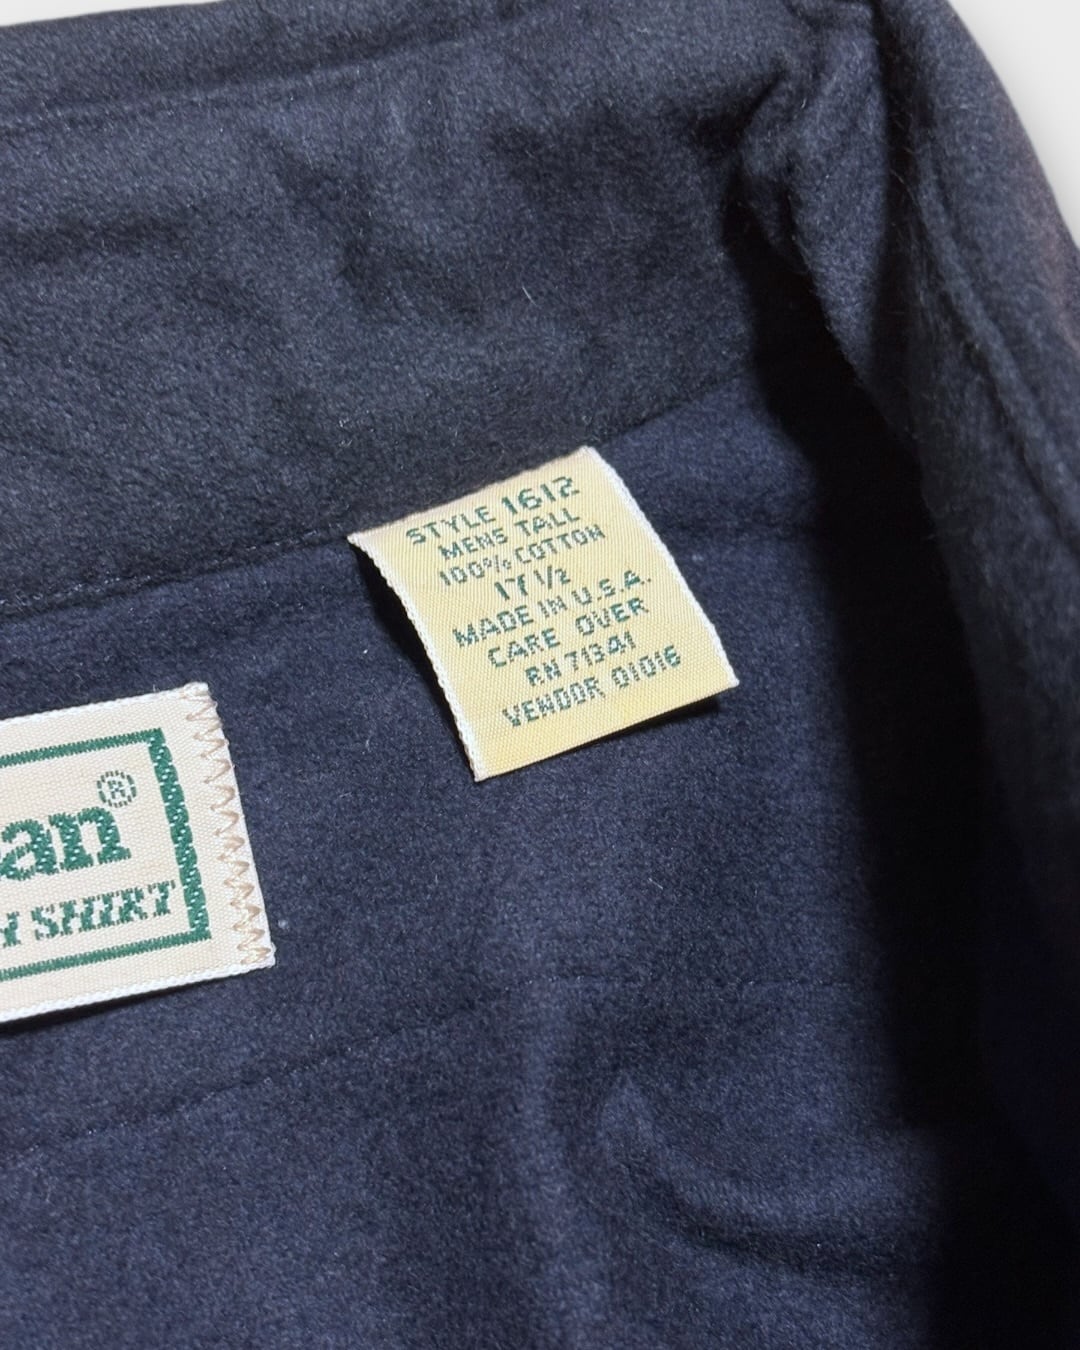 STYLE 1612
MENS TALL
100% COTTON
17 ½
MADE IN U.S.A.
CARE OVER
RN 71341
VENDOR 01016
an®
SHIRT